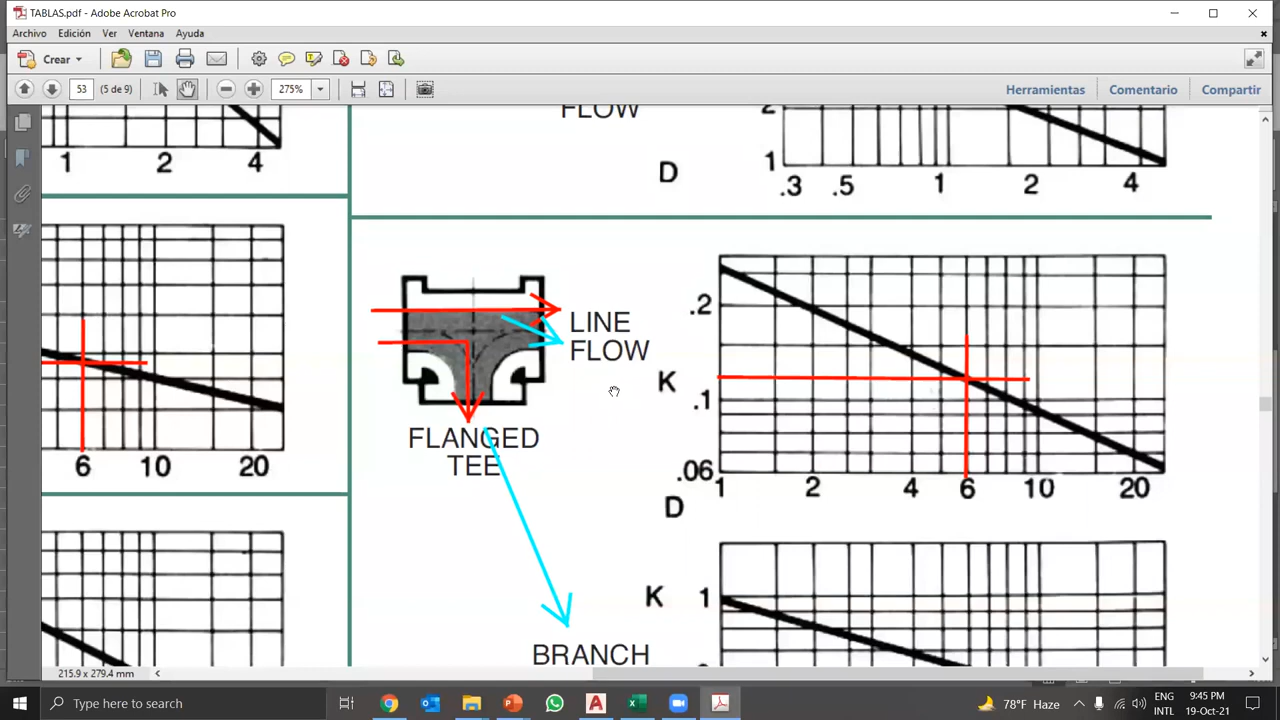 TABLAS.pdf - Adobe Acrobat Pro
Archivo Edición Ver Ventana Ayuda
Crear
53 (5 de 9) 275% Herramientas Comentario Compartir
FLOW
2
1
D
.3 .5 1 2 4
1 2 4
6 10 20
LINE
FLOW
FLANGED
TEE
K
.2
.1
.06
1 2 4 6 10 20
D
K 1
BRANCH
215.9 x 279.4 mm
Type here to search
78°F Haze
ENG
INTL
9:45 PM
19-Oct-21